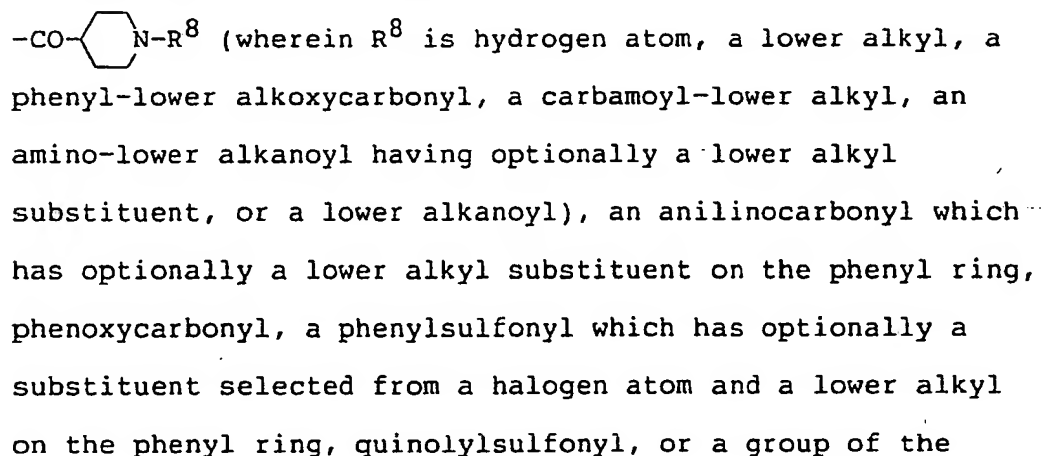 -CO-N-R8 (wherein R8 is hydrogen atom, a lower alkyl, a
phenyl-lower alkoxycarbonyl, a carbamoyl-lower alkyl, an
amino-lower alkanoyl having optionally a lower alkyl
substituent, or a lower alkanoyl), an anilinocarbonyl which
has optionally a lower alkyl substituent on the phenyl ring,
phenoxycarbonyl, a phenylsulfonyl which has optionally a
substituent selected from a halogen atom and a lower alkyl
on the phenyl ring, quinolylsulfonyl, or a group of the